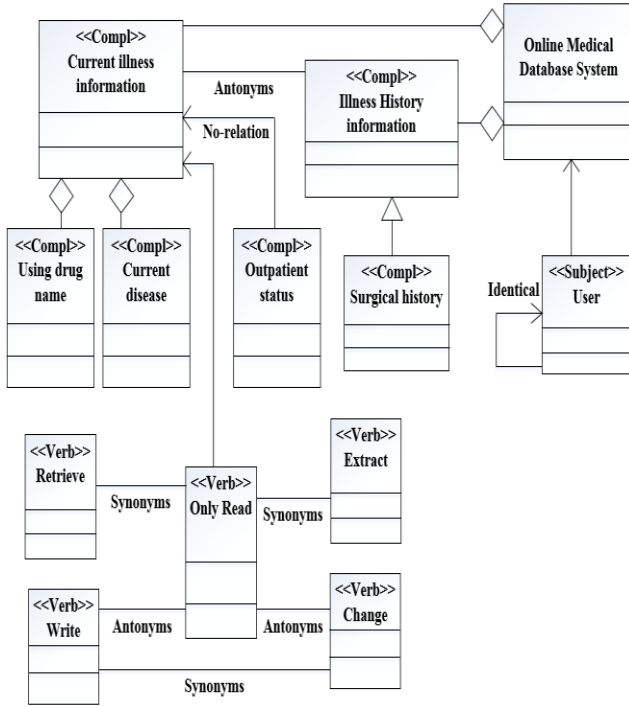 <<Compl>>
Current illness
information
Online Medical
Database System
Antonyms
<<Compl>>
Illness History
information
No-relation
<<Compl>>
Using drug
name
<<Compl>>
Current
disease
<<Compl>>
Outpatient
status
<<Compl>>
Surgical history
<<Subject>>
User
Identical
<<Verb>>
Retrieve
Synonyms
<<Verb>>
Only Read
Synonyms
<<Verb>>
Extract
<<Verb>>
Write
Antonyms
Antonyms
<<Verb>>
Change
Synonyms